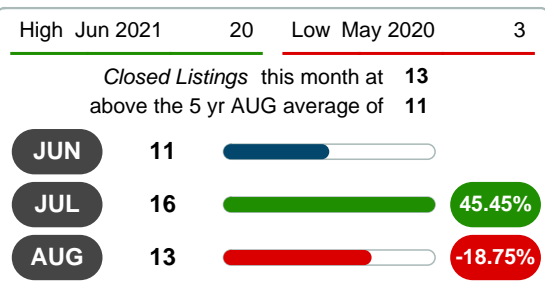 High Jun 2021 20 Low May 2020 3
Closed Listings this month at 13
above the 5 yr AUG average of 11
JUN 11
JUL 16 45.45%
AUG 13 -18.75%